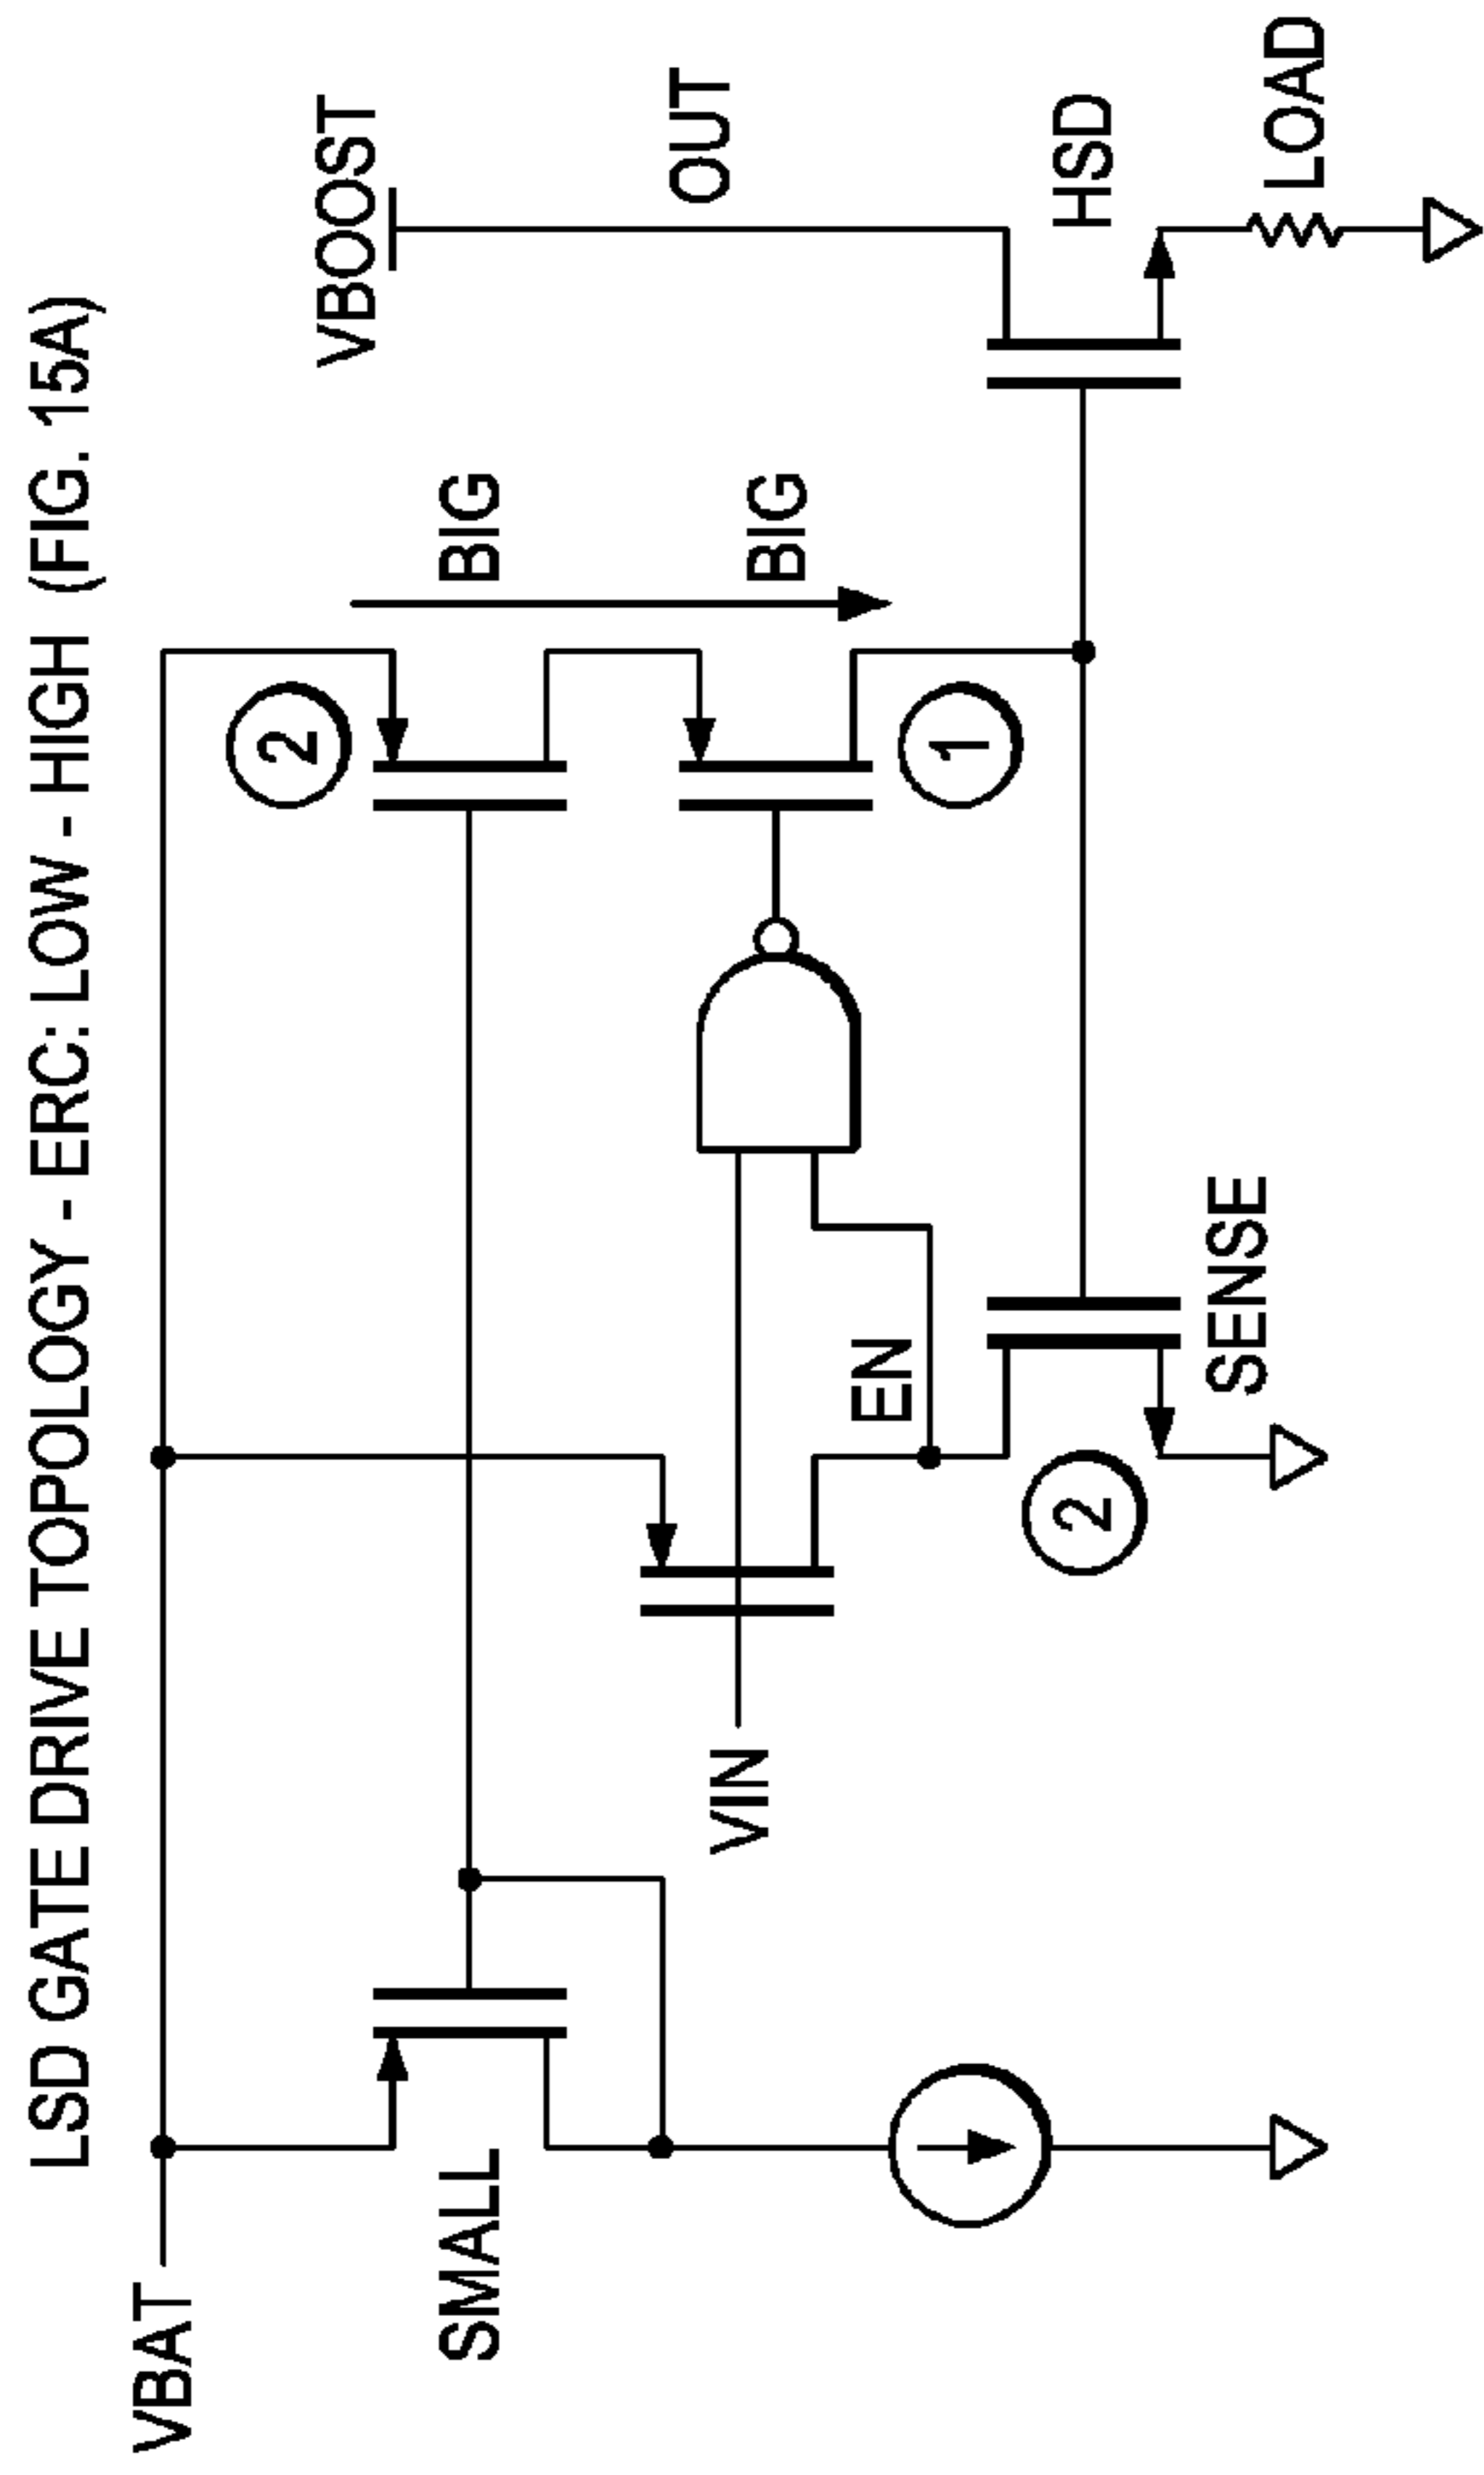 LSD GATE DRIVE TOPOLOGY - ERC: LOW - HIGH (FIG. 15A)
VBAT
VBOOST
2
SMALL
BIG
OUT
VIN
BIG
EN
1
2
HSD
SENSE
LOAD